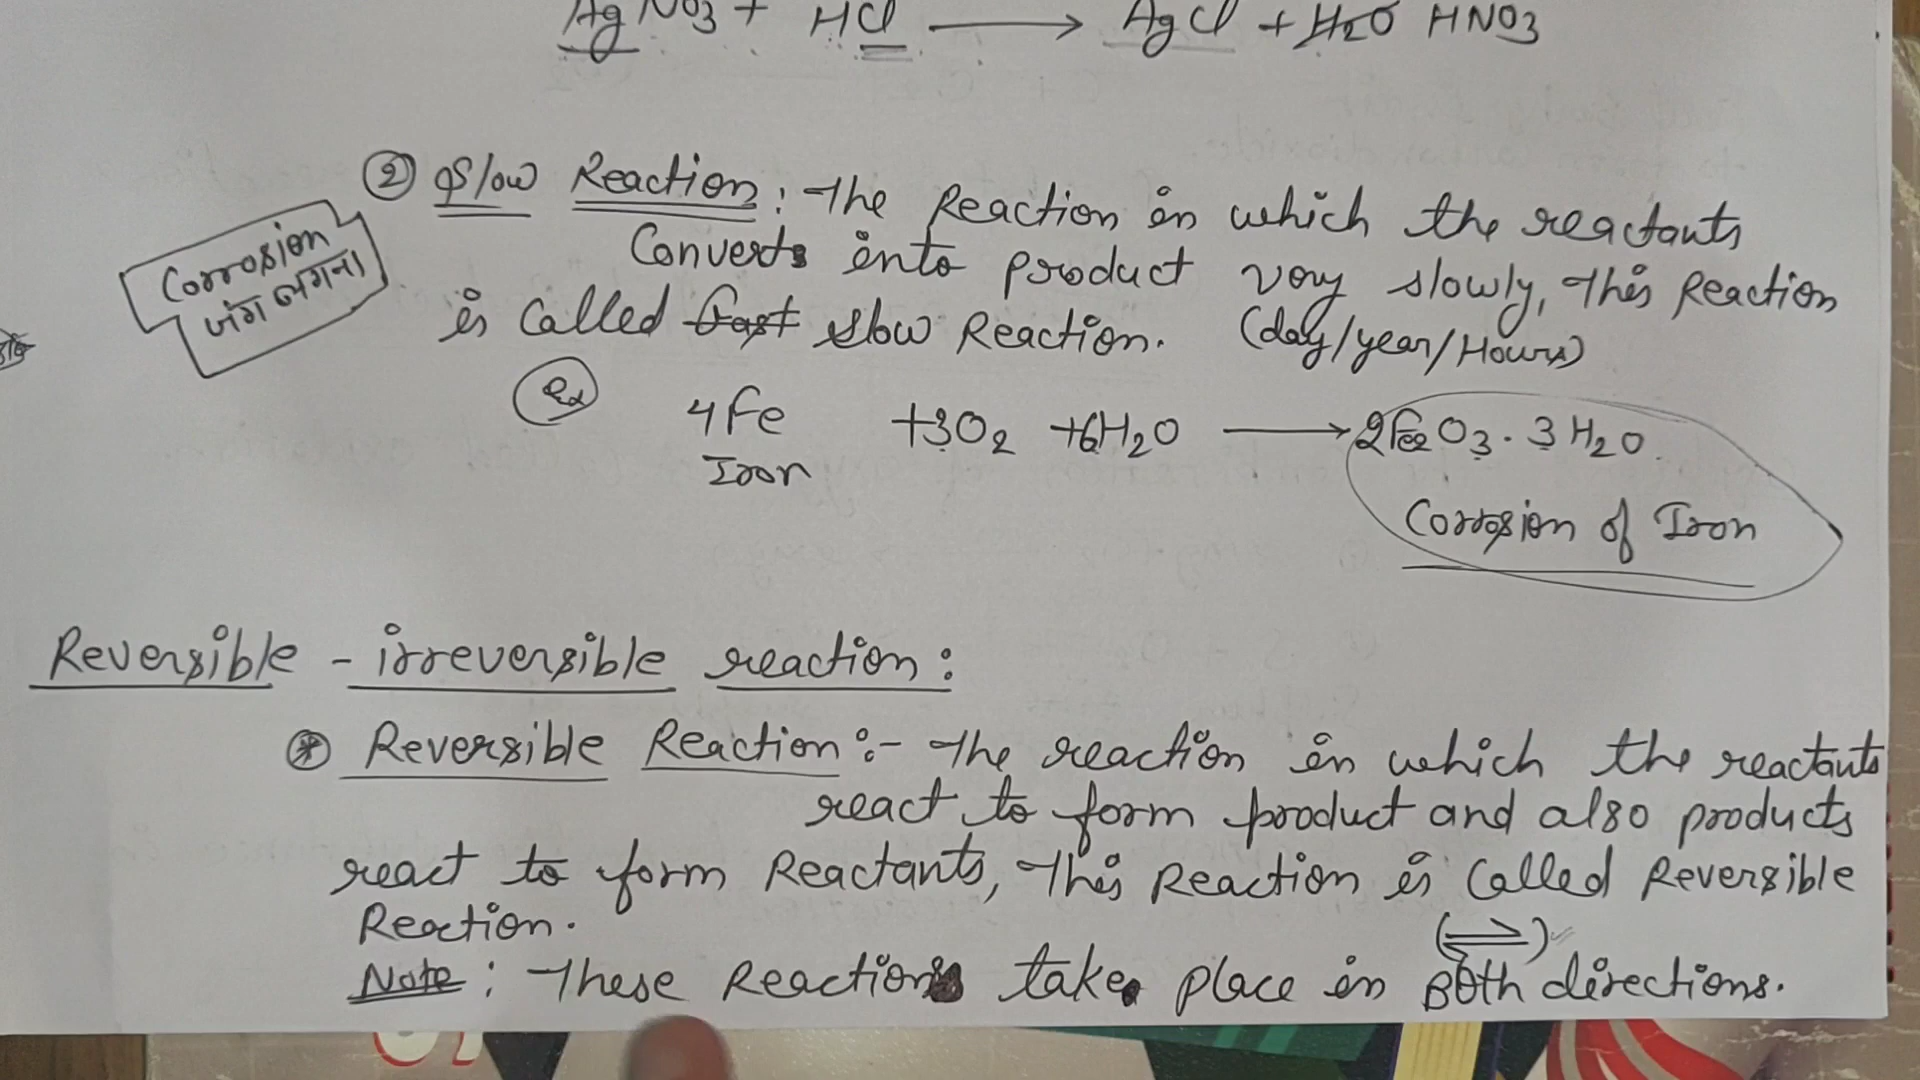 AgNO3 + HCl ⟶ AgCl + H2O HNO3
② Slow Reaction: The Reaction in which the reactants
Converts into product very slowly, this Reaction
is Called Fast slow Reaction. (day/year/Hours)
Corrosion
जंग लगना
Ex
4Fe +3O2 +6H2O ⟶ 2Fe2O3.3H2O
Iron
Corrosion of Iron
Reversible - irreversible reaction:
* Reversible Reaction:- The reaction in which the reactants
react to form product and also products
react to form Reactants, This Reaction is Called Reversible
Reaction.
(⇌)
Note: These Reactions take place in Both directions.